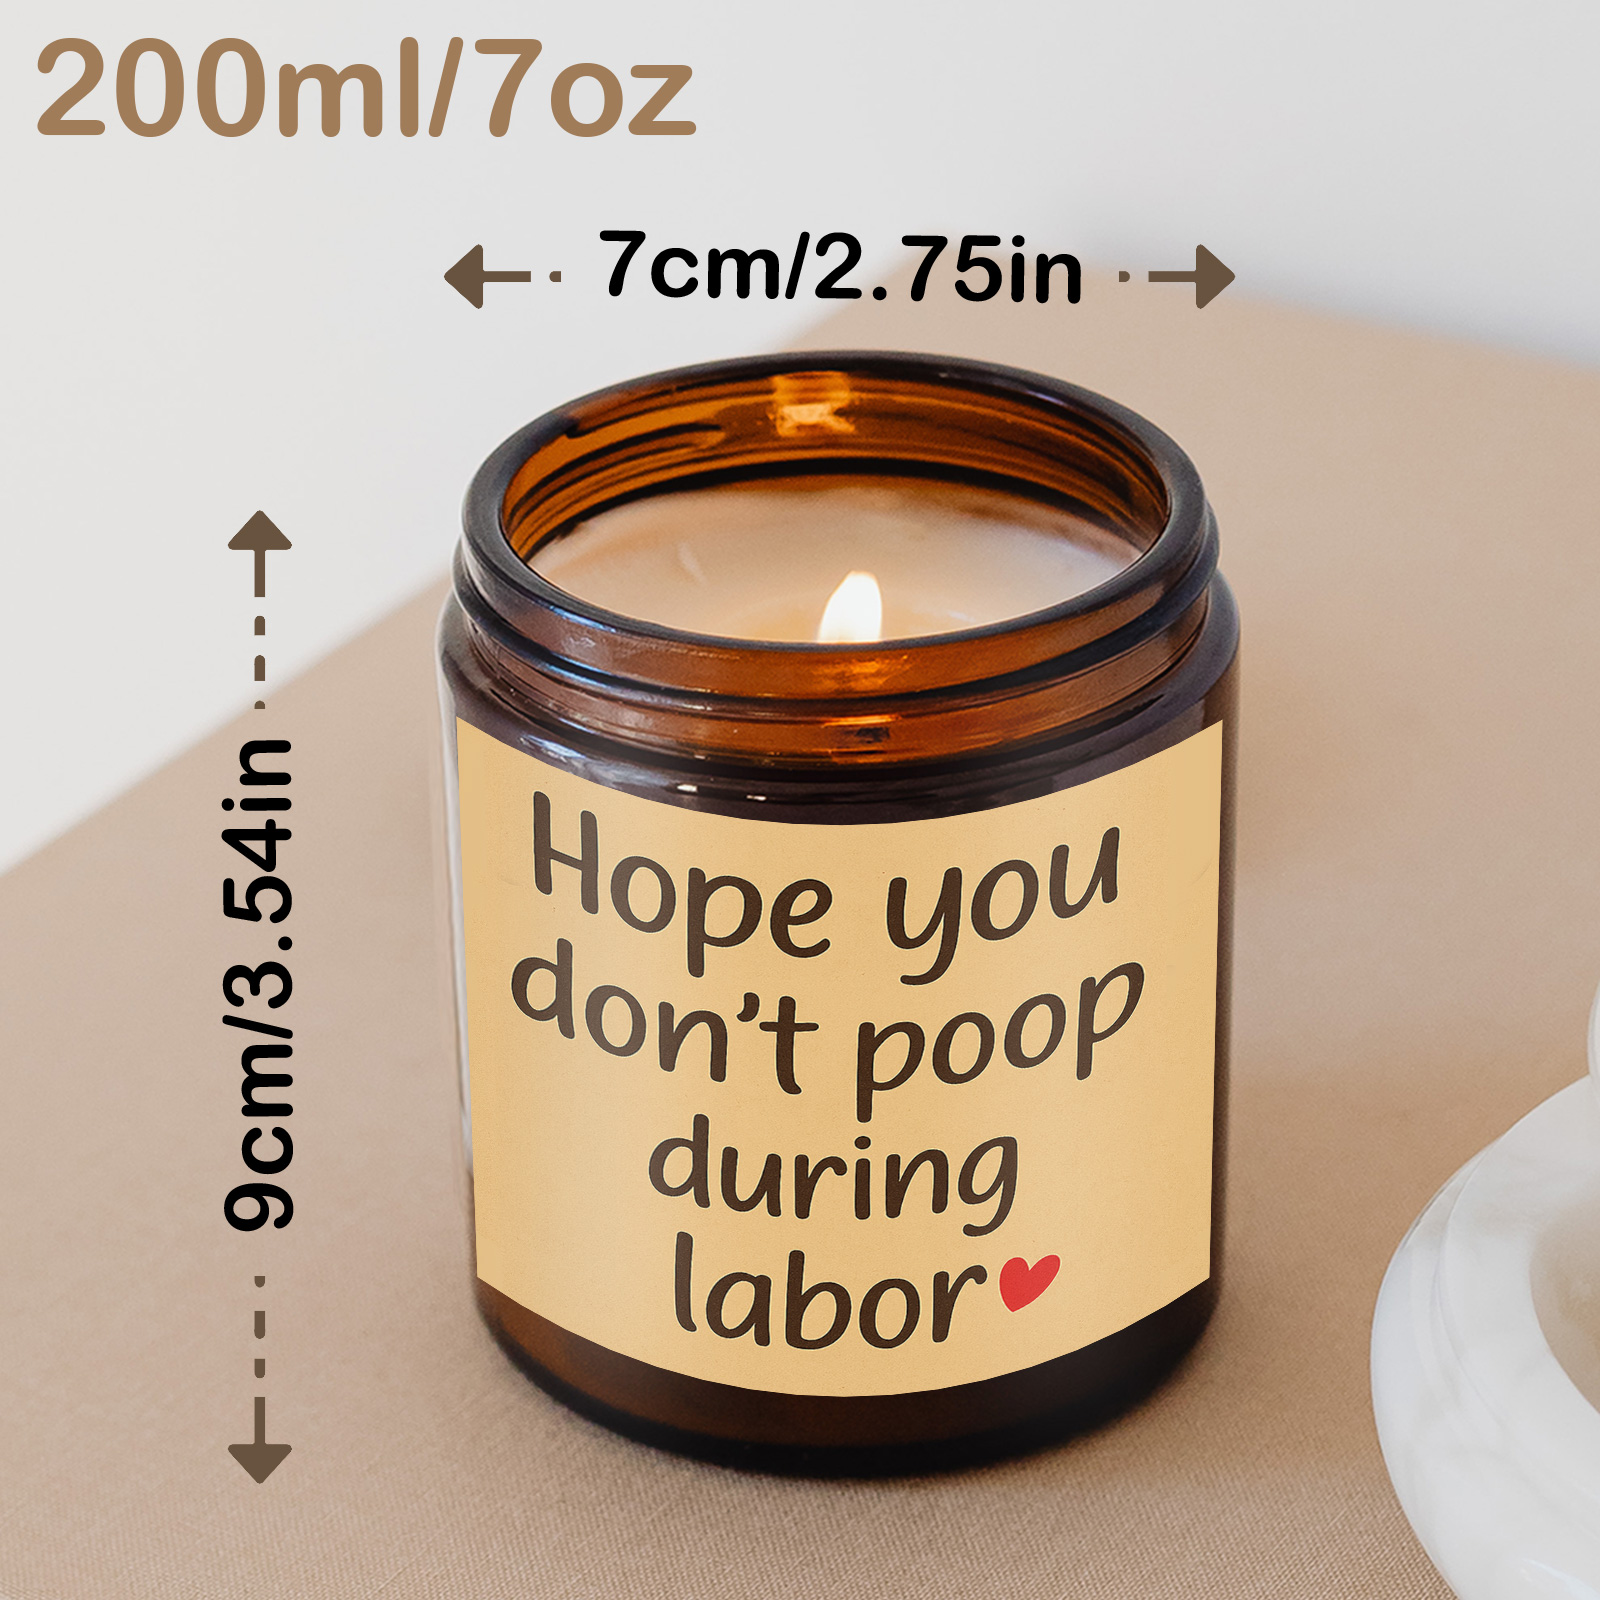 200ml/7oz
7cm/2.75in
9cm/3.54in
Hope you
don't poop
during
labor